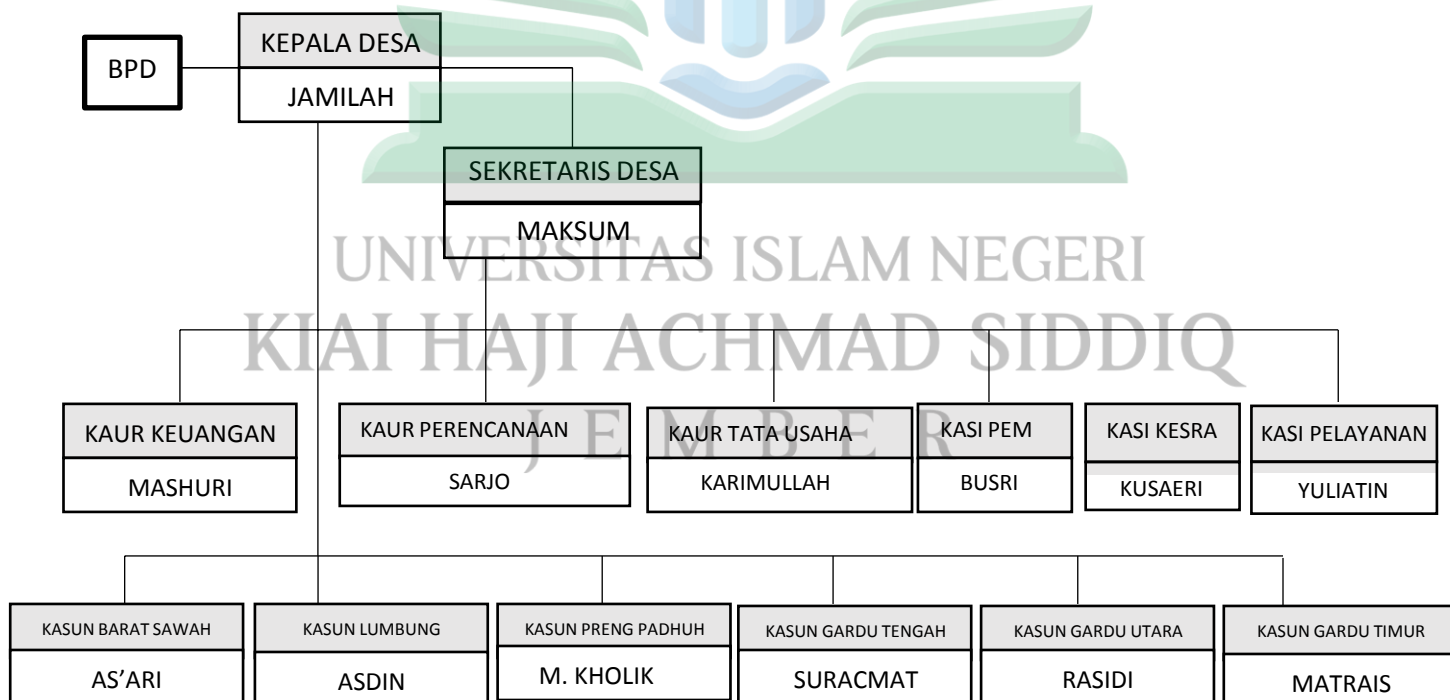 KEPALA DESA
BPD
JAMILAH
SEKRETARIS DESA
MAKSUM
UNIVERSITAS ISLAM NEGERI
KIAI HAJI ACHMAD SIDDIQ
JEMBER
KAUR KEUANGAN
MASHURI
KAUR PERENCANAAN
SARJO
KAUR TATA USAHA
KARIMULLAH
KASI PEM
BUSRI
KASI KESRA
KUSAERI
KASI PELAYANAN
YULIATIN
KASUN BARAT SAWAH
AS’ARI
KASUN LUMBUNG
ASDIN
KASUN PRENG PADHUH
M. KHOLIK
KASUN GARDU TENGAH
SURACMAT
KASUN GARDU UTARA
RASIDI
KASUN GARDU TIMUR
MATRAIS